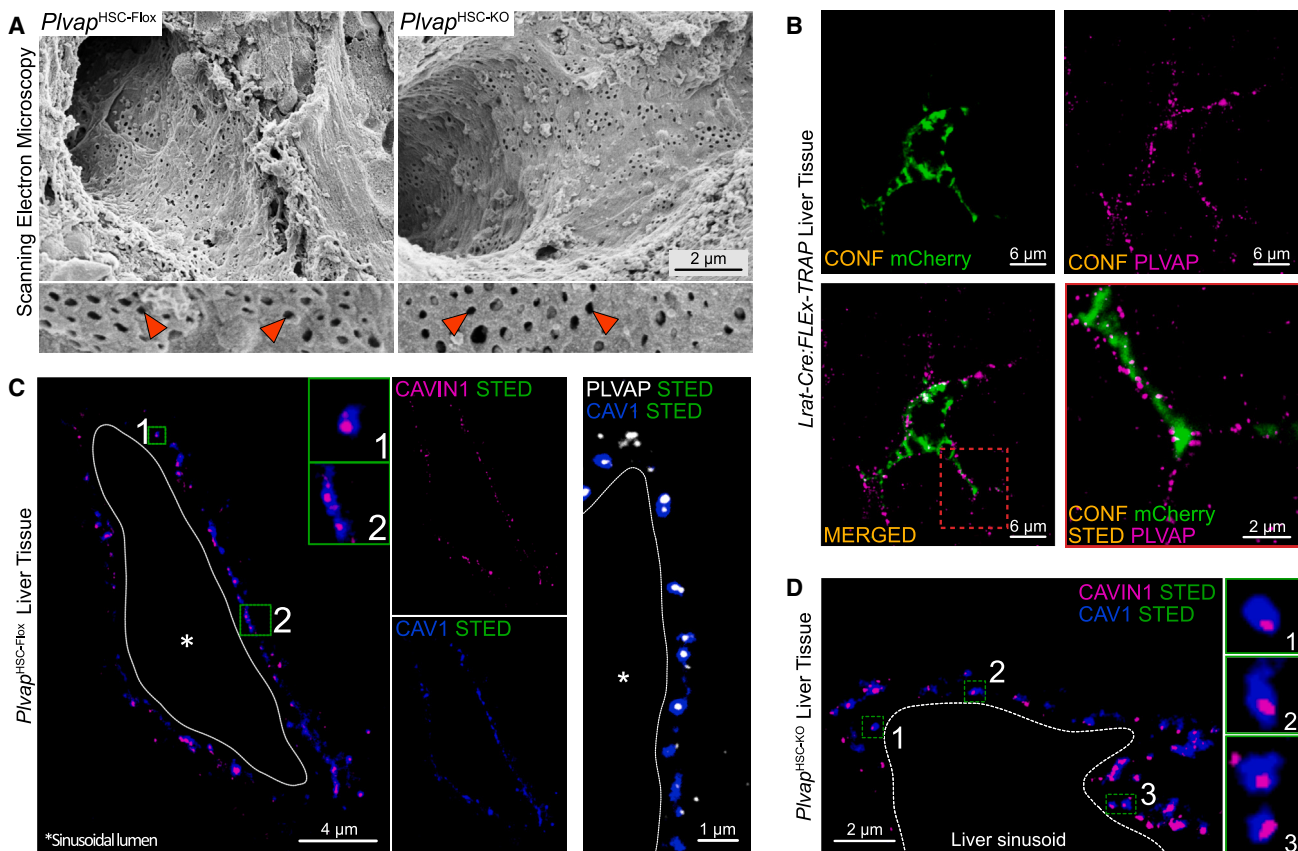 A
Scanning Electron Microscopy
Plvap^HSC-Flox
Plvap^HSC-KO
2 µm
B
Lrat-Cre:FLEx-TRAP Liver Tissue
CONF mCherry
6 µm
CONF PLVAP
6 µm
MERGED
6 µm
CONF mCherry
STED PLVAP
2 µm
C
Plvap^HSC-Flox Liver Tissue
1
2
1
2
*
*Sinusoidal lumen
4 µm
CAVIN1 STED
CAV1 STED
PLVAP STED
CAV1 STED
*
1 µm
D
Plvap^HSC-KO Liver Tissue
CAVIN1 STED
CAV1 STED
1
2
3
2 µm
Liver sinusoid
1
2
3